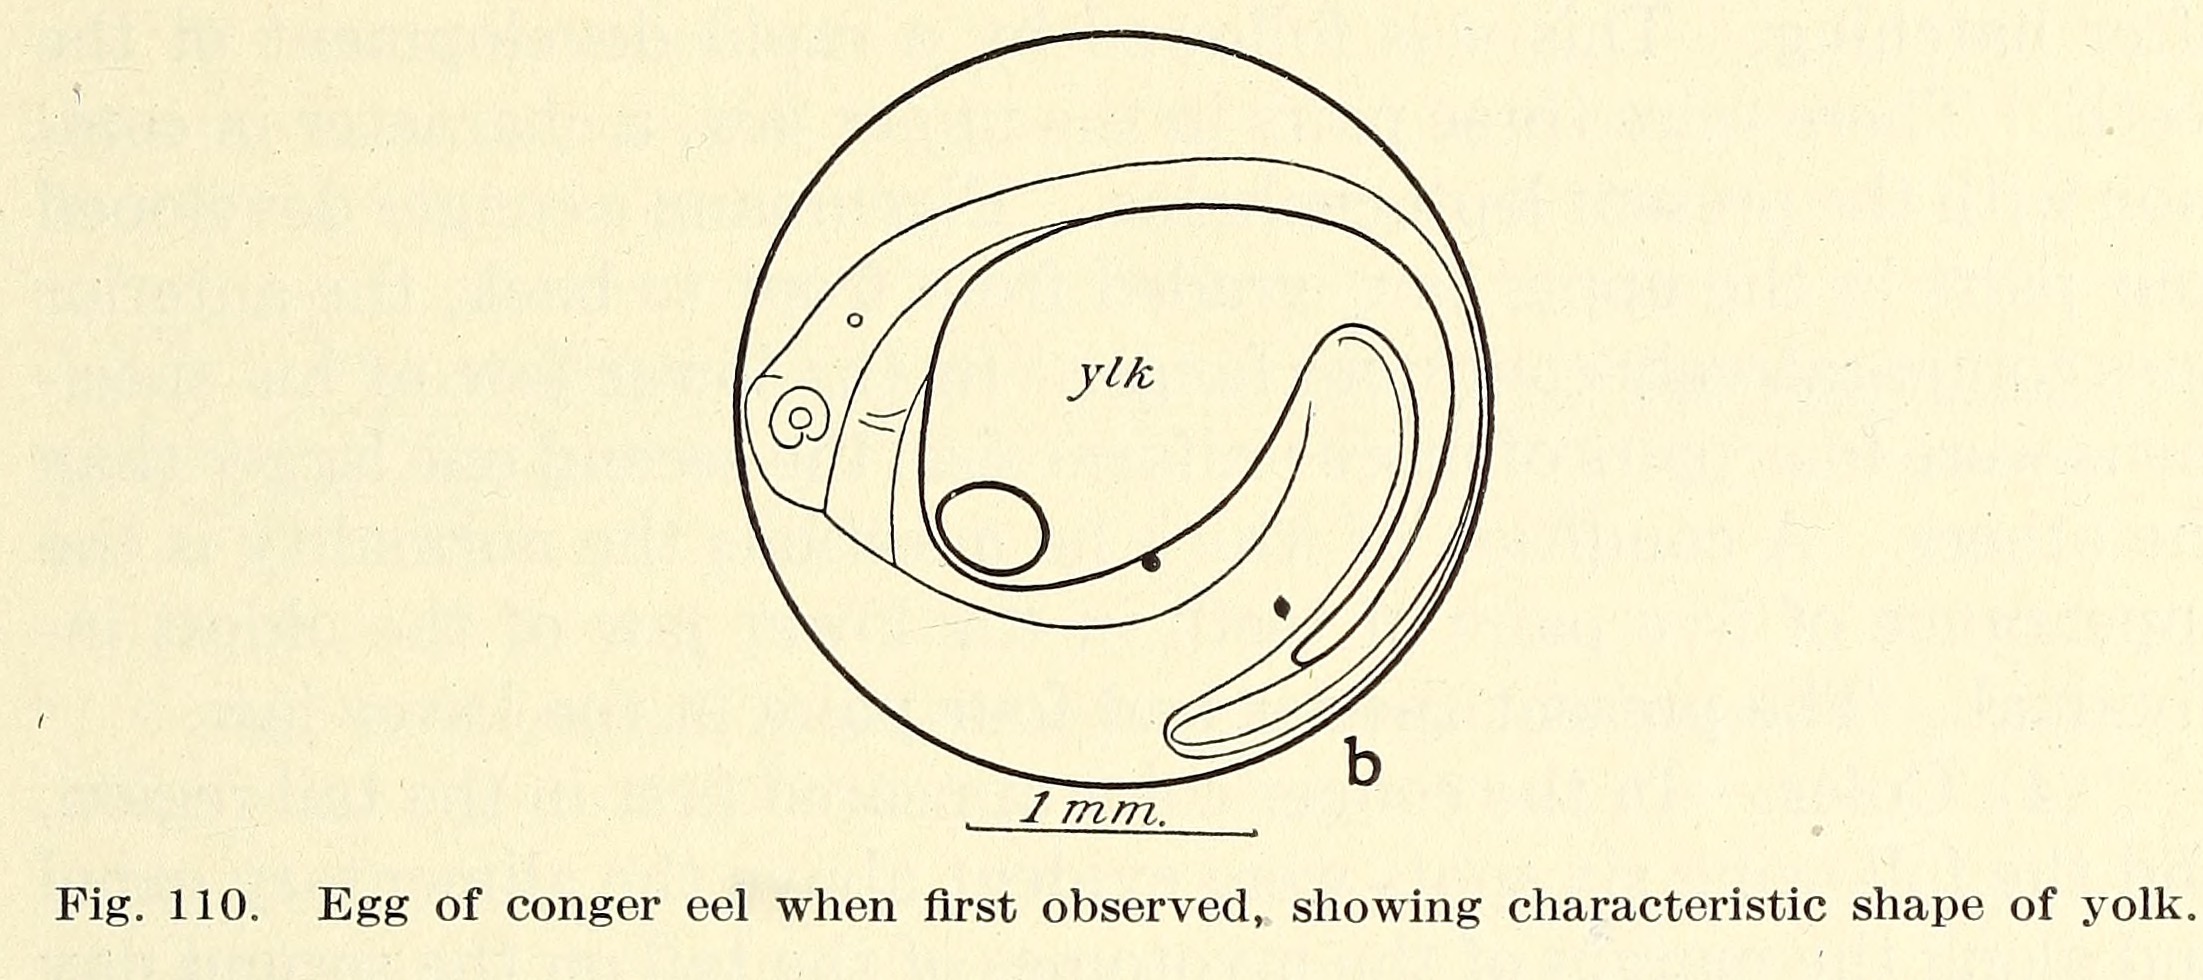 ylk
b
1 mm.
Fig. 110. Egg of conger eel when first observed, showing characteristic shape of yolk.